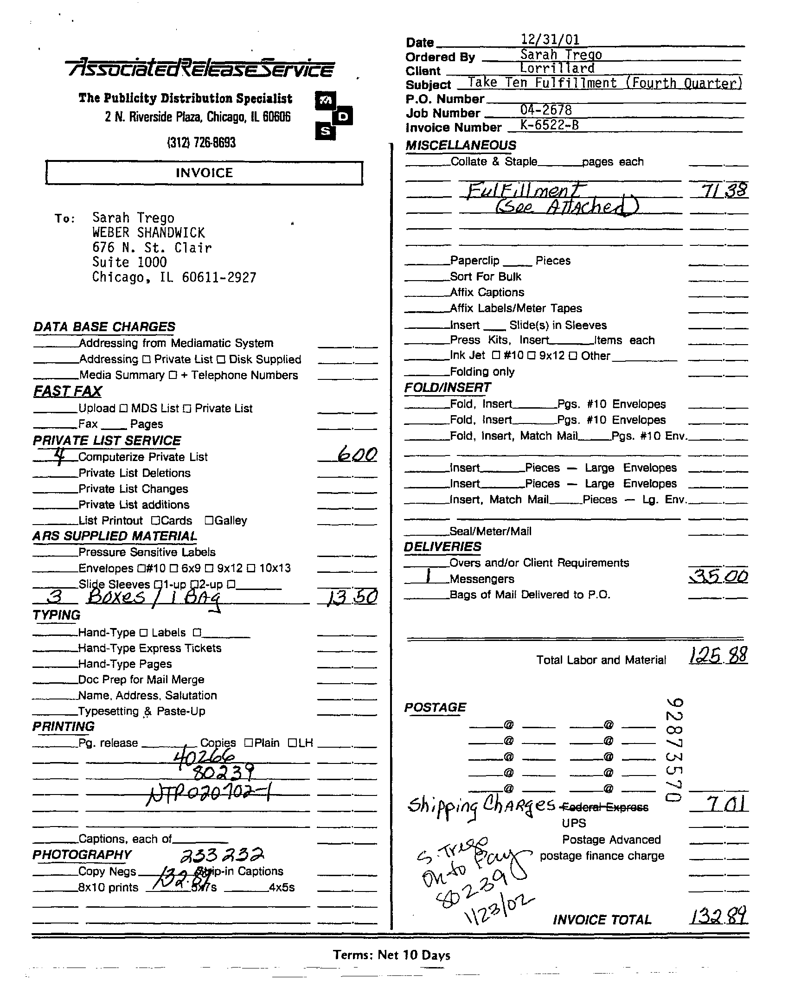 AssociatedReleaseService
The Publicity Distribution Specialist
2 N. Riverside Plaza, Chicago, IL 60606
(312) 726-8693
A
R
D
S
INVOICE
To: Sarah Trego
WEBER SHANDWICK
676 N. St. Clair
Suite 1000
Chicago, IL 60611-2927
DATA BASE CHARGES
Addressing from Mediamatic System
Addressing □ Private List □ Disk Supplied
Media Summary □ + Telephone Numbers
FAST FAX
Upload □ MDS List □ Private List
Fax ____ Pages
PRIVATE LIST SERVICE
4 Computerize Private List 6 00
Private List Deletions
Private List Changes
Private List additions
List Printout □Cards □Galley
ARS SUPPLIED MATERIAL
Pressure Sensitive Labels
Envelopes □#10 □ 6x9 □ 9x12 □ 10x13
Slide Sleeves □1-up □2-up □
3 Boxes / 1 Bag 13 50
TYPING
Hand-Type □ Labels □
Hand-Type Express Tickets
Hand-Type Pages
Doc Prep for Mail Merge
Name, Address, Salutation
Typesetting & Paste-Up
PRINTING
Pg. release ____ Copies □Plain □LH
40266
80239
NTP020702-1
Captions, each of
PHOTOGRAPHY 233232
Copy Negs ____ Strip-in Captions
8x10 prints 132.89 5x7s ____ 4x5s
Date 12/31/01
Ordered By Sarah Trego
Client Lorrillard
Subject Take Ten Fulfillment (Fourth Quarter)
P.O. Number
Job Number 04-2678
Invoice Number K-6522-B
MISCELLANEOUS
Collate & Staple ____ pages each
Fulfillment 71 38
(See Attached)
Paperclip ____ Pieces
Sort For Bulk
Affix Captions
Affix Labels/Meter Tapes
Insert ____ Slide(s) in Sleeves
Press Kits, Insert ____ Items each
Ink Jet □ #10 □ 9x12 □ Other
Folding only
FOLD/INSERT
Fold, Insert ____ Pgs. #10 Envelopes
Fold, Insert ____ Pgs. #10 Envelopes
Fold, Insert, Match Mail ____ Pgs. #10 Env.
Insert ____ Pieces — Large Envelopes
Insert ____ Pieces — Large Envelopes
Insert, Match Mail ____ Pieces — Lg. Env.
Seal/Meter/Mail
DELIVERIES
Overs and/or Client Requirements
1 Messengers 35.00
Bags of Mail Delivered to P.O.
Total Labor and Material 125.88
POSTAGE
@ @
@ @
@ @
@ @
@ @
92873570
Shipping Charges Federal Express 7.01
UPS
Postage Advanced
postage finance charge
S. Trego
On to Pay
80239
1/23/02
INVOICE TOTAL 132.89
Terms: Net 10 Days